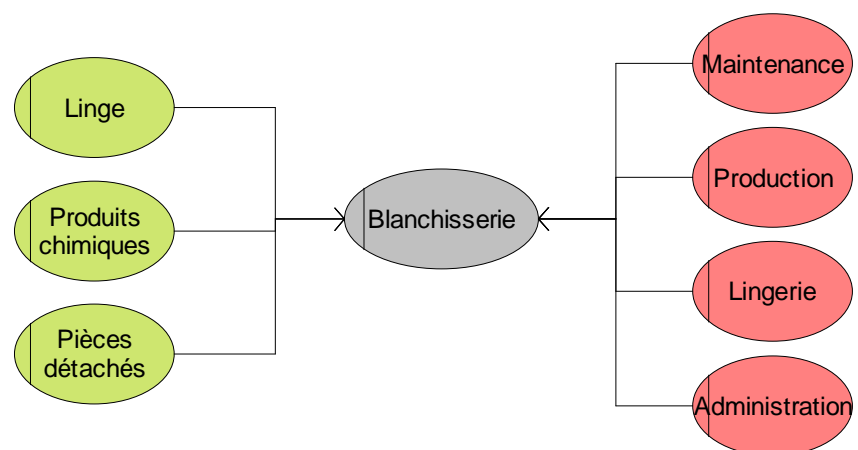 Linge
Produits
chimiques
Pièces
détachés
Blanchisserie
Maintenance
Production
Lingerie
Administration